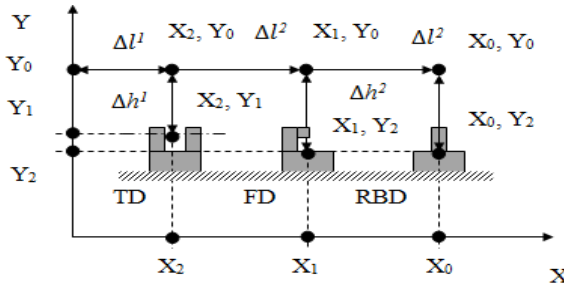 Y
Δl¹ X₂, Y₀ Δl² X₁, Y₀ Δl² X₀, Y₀
Y₀
Δh¹ X₂, Y₁ Δh²
Y₁
X₁, Y₂ X₀, Y₂
Y₂
TD FD RBD
X₂ X₁ X₀ X